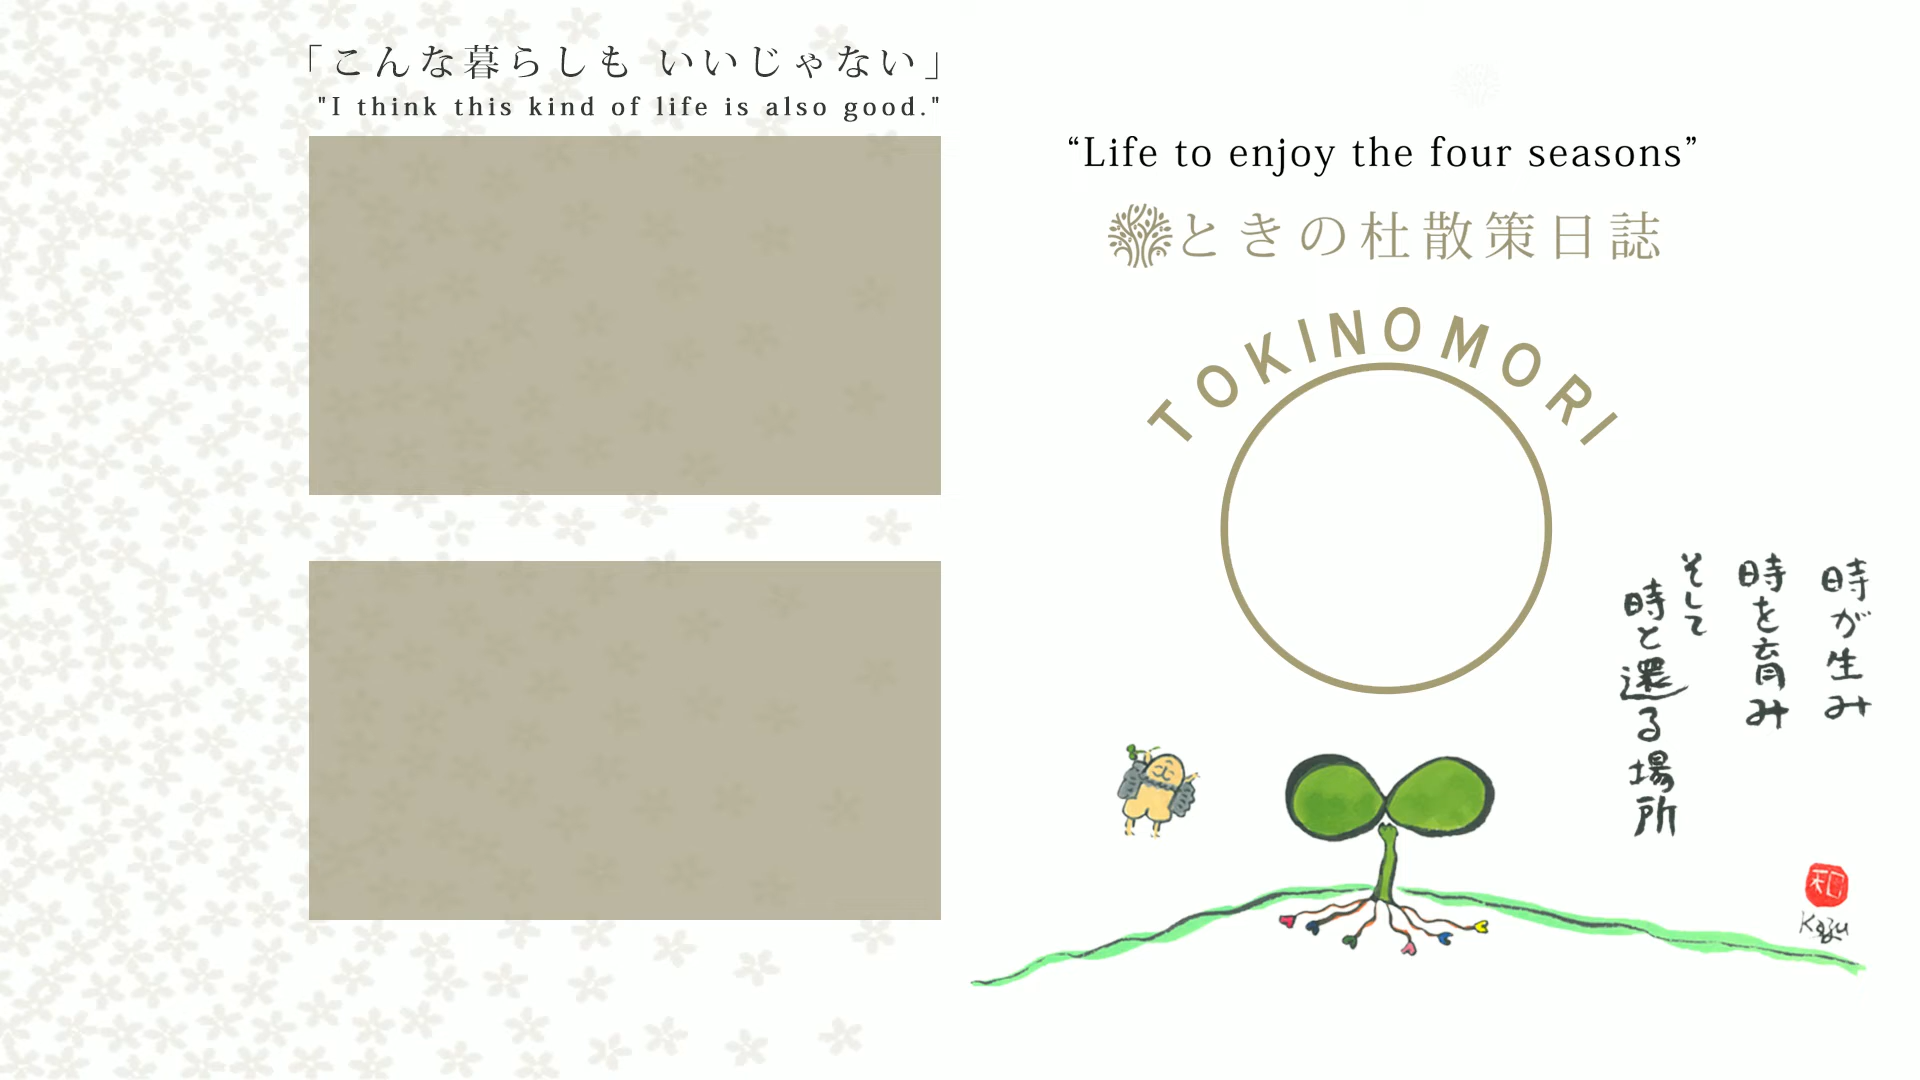 「こんな暮らしも いいじゃない」
"I think this kind of life is also good."
“Life to enjoy the four seasons”
ときの杜散策日誌
TOKINOMORI
時が生み
時を育み
そして
時と還る場所
和
Kazu